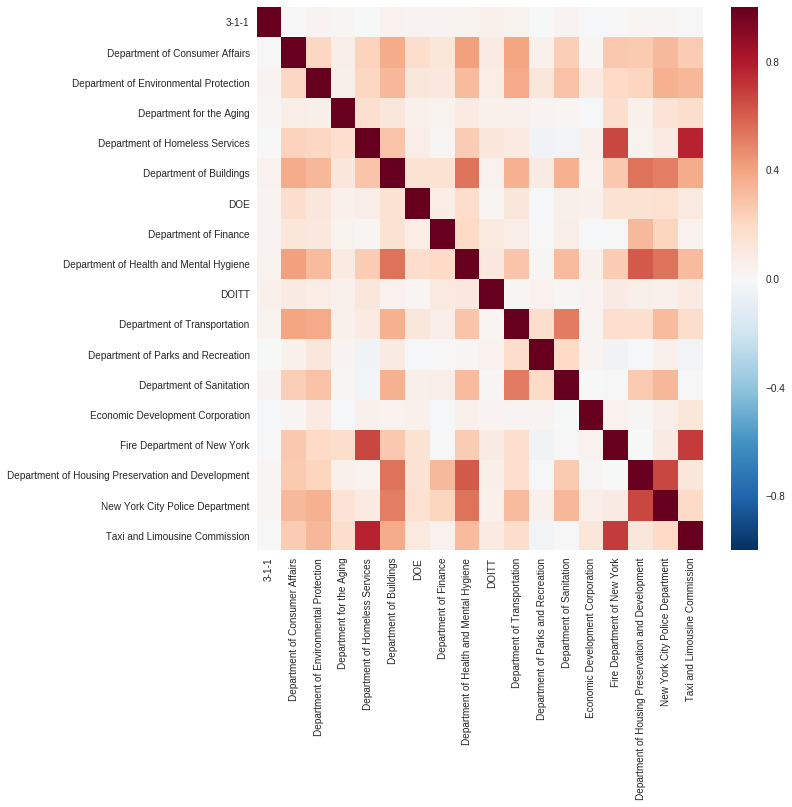 3-1-1
Department of Consumer Affairs
Department of Environmental Protection
Department for the Aging
Department of Homeless Services
Department of Buildings
DOE
Department of Finance
Department of Health and Mental Hygiene
DOITT
Department of Transportation
Department of Parks and Recreation
Department of Sanitation
Economic Development Corporation
Fire Department of New York
Department of Housing Preservation and Development
New York City Police Department
Taxi and Limousine Commission
3-1-1
Department of Consumer Affairs
Department of Environmental Protection
Department for the Aging
Department of Homeless Services
Department of Buildings
DOE
Department of Finance
Department of Health and Mental Hygiene
DOITT
Department of Transportation
Department of Parks and Recreation
Department of Sanitation
Economic Development Corporation
Fire Department of New York
Department of Housing Preservation and Development
New York City Police Department
Taxi and Limousine Commission
0.8
0.4
0.0
−0.4
−0.8